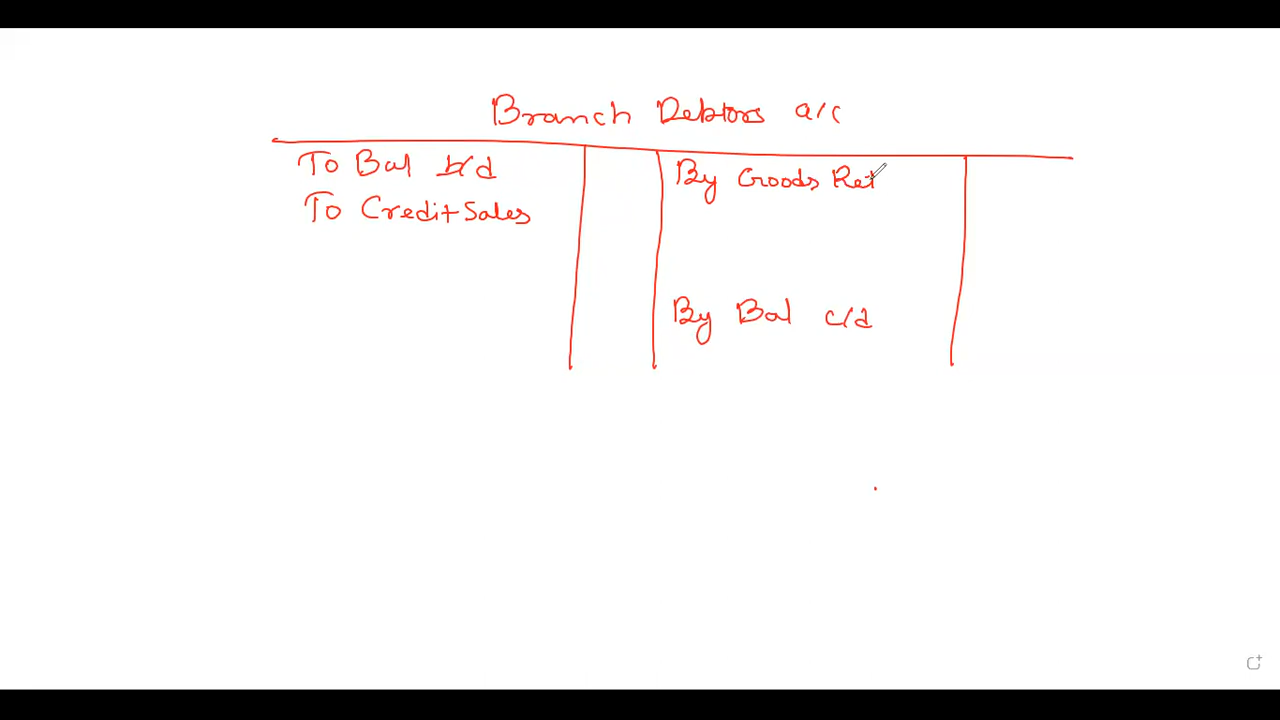 Branch Debtors a/c
To Bal b/d
To Credit Sales
By Goods Ret
By Bal c/d